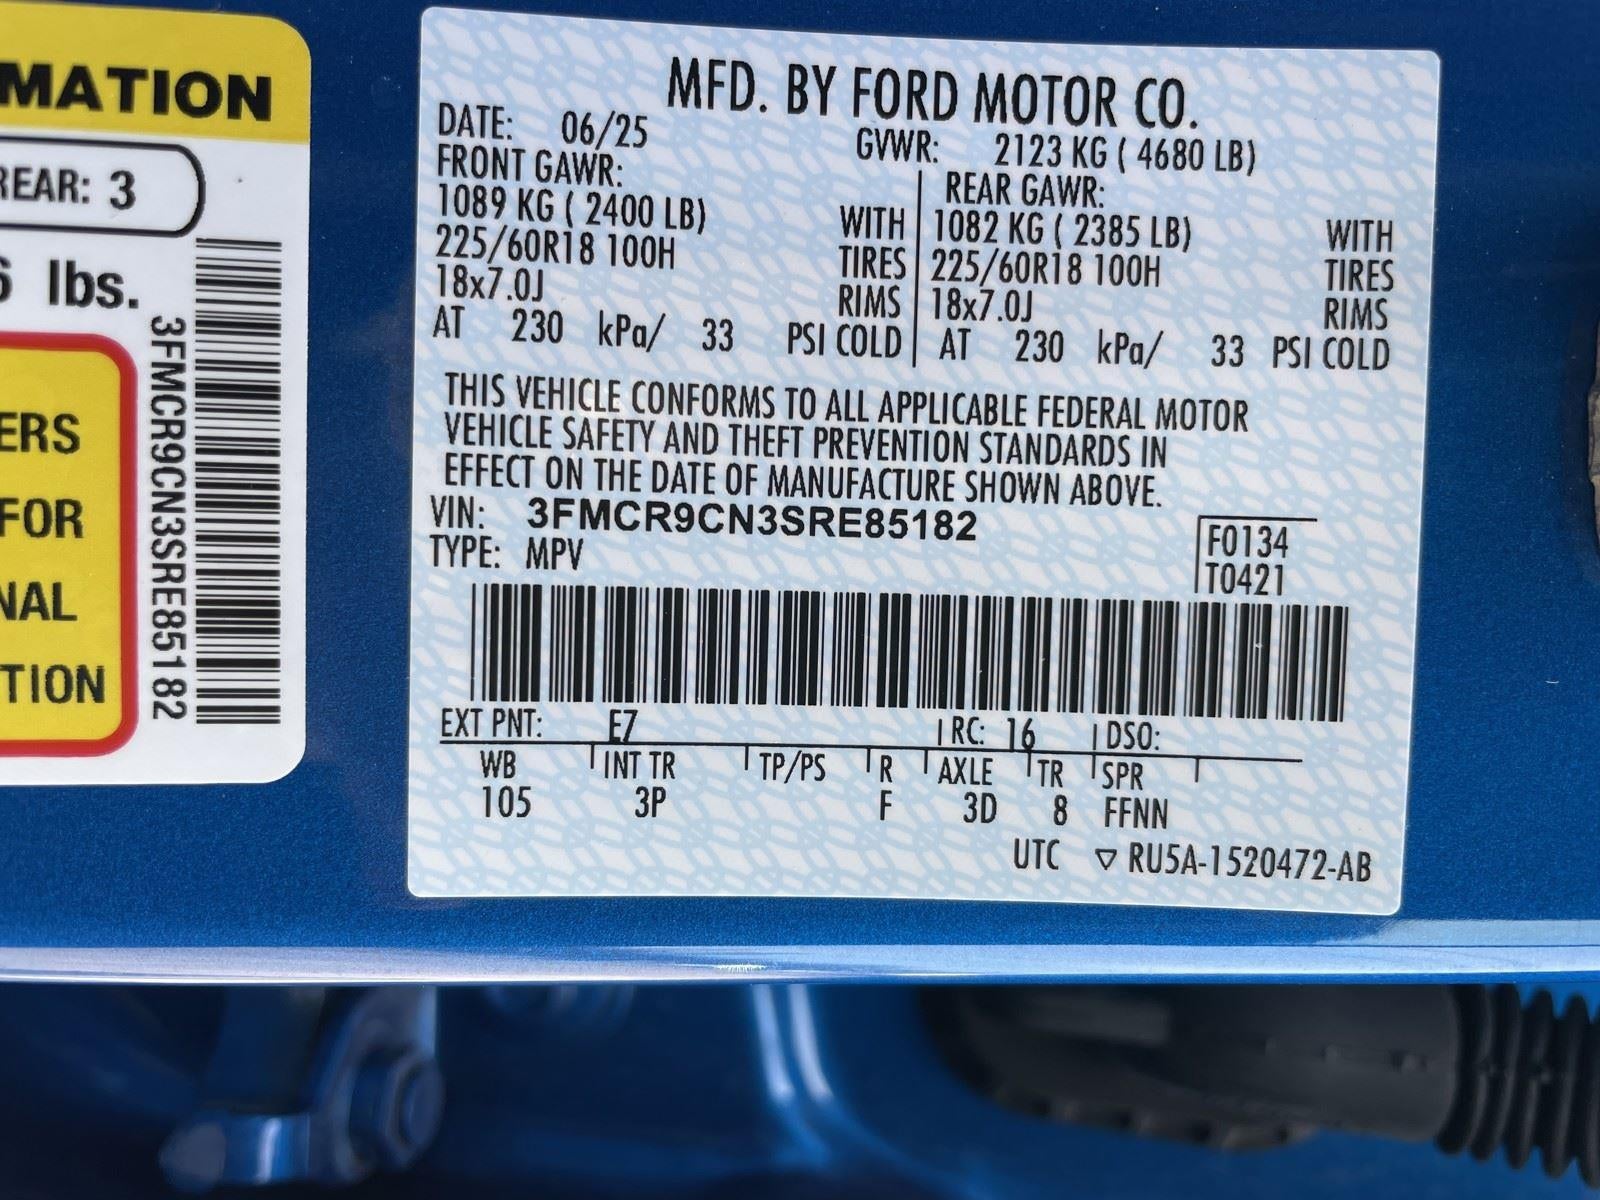 MATION
REAR: 3
lbs.
ERS
FOR
NAL
TION
3FMCR9CN3SRE85182
MFD. BY FORD MOTOR CO.
DATE: 06/25 GVWR: 2123 KG ( 4680 LB)
FRONT GAWR: REAR GAWR:
1089 KG ( 2400 LB) WITH 1082 KG ( 2385 LB) WITH
225/60R18 100H TIRES 225/60R18 100H TIRES
18x7.0J RIMS 18x7.0J RIMS
AT 230 kPa/ 33 PSI COLD AT 230 kPa/ 33 PSI COLD
THIS VEHICLE CONFORMS TO ALL APPLICABLE FEDERAL MOTOR
VEHICLE SAFETY AND THEFT PREVENTION STANDARDS IN
EFFECT ON THE DATE OF MANUFACTURE SHOWN ABOVE.
VIN: 3FMCR9CN3SRE85182 F0134
TYPE: MPV T0421
EXT PNT: E7 RC: 16 DSO:
WB INT TR TP/PS R AXLE TR SPR
105 3P F 3D 8 FFNN
UTC ▽ RU5A-1520472-AB